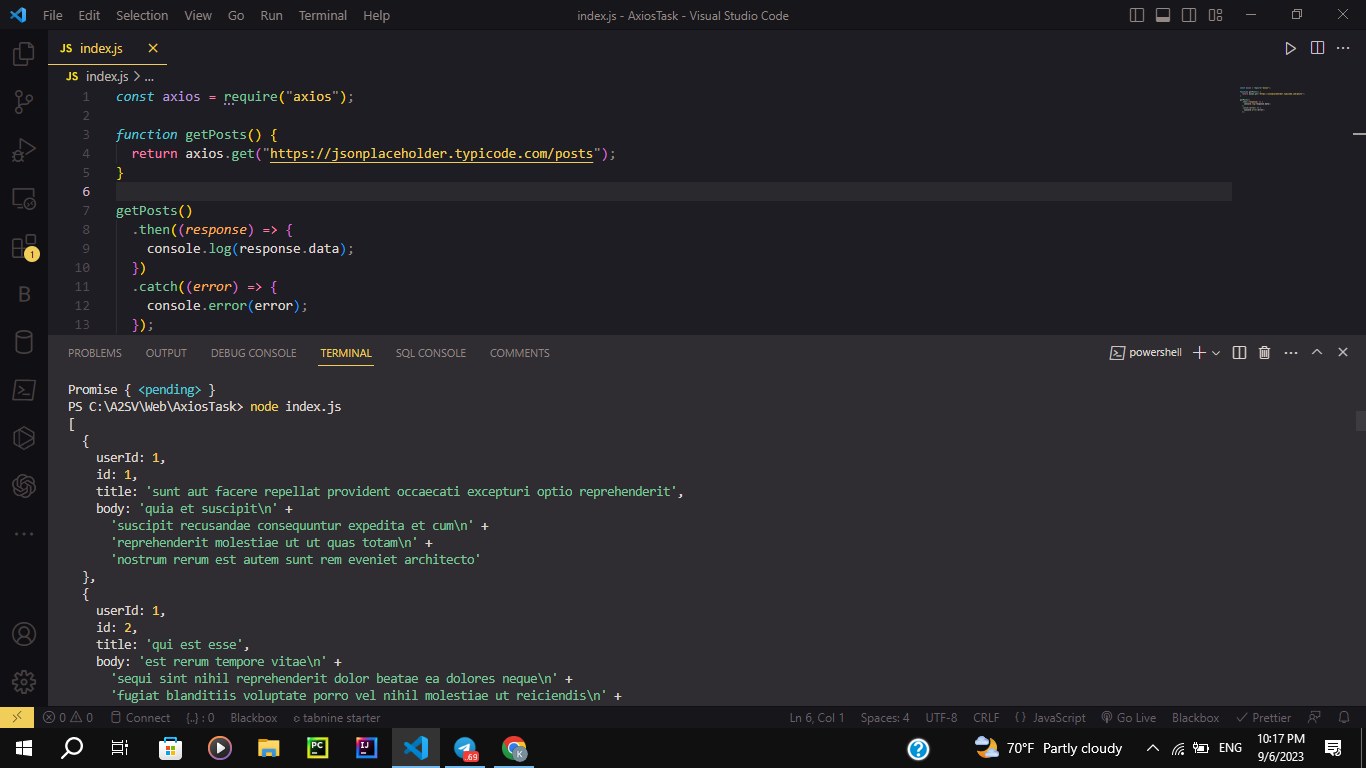 File Edit Selection View Go Run Terminal Help index.js - AxiosTask - Visual Studio Code
JS index.js
JS index.js > ...
1 const axios = require("axios");
2
3 function getPosts() {
4 return axios.get("https://jsonplaceholder.typicode.com/posts");
5 }
6
7 getPosts()
8 .then((response) => {
9 console.log(response.data);
10 })
11 .catch((error) => {
12 console.error(error);
13 });
PROBLEMS OUTPUT DEBUG CONSOLE TERMINAL SQL CONSOLE COMMENTS powershell
Promise { <pending> }
PS C:\A2SV\Web\AxiosTask> node index.js
[
{
userId: 1,
id: 1,
title: 'sunt aut facere repellat provident occaecati excepturi optio reprehenderit',
body: 'quia et suscipit\n' +
'suscipit recusandae consequuntur expedita et cum\n' +
'reprehenderit molestiae ut ut quas totam\n' +
'nostrum rerum est autem sunt rem eveniet architecto'
},
{
userId: 1,
id: 2,
title: 'qui est esse',
body: 'est rerum tempore vitae\n' +
'sequi sint nihil reprehenderit dolor beatae ea dolores neque\n' +
'fugiat blanditiis voluptate porro vel nihil molestiae ut reiciendis\n' +
1
B
0 0 Connect {..} : 0 Blackbox tabnine starter Ln 6, Col 1 Spaces: 4 UTF-8 CRLF { } JavaScript Go Live Blackbox Prettier
PC IJ .69 K ? 70°F Partly cloudy ENG 10:17 PM
9/6/2023